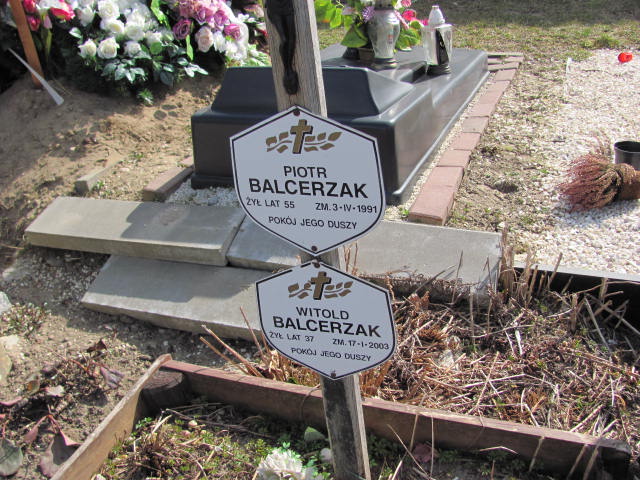 PIOTR
BALCERZAK
ŻYŁ LAT 55 ZM. 3·IV·1991
POKÓJ JEGO DUSZY
WITOLD
BALCERZAK
ŻYŁ LAT 37 ZM. 17·I·2003
POKÓJ JEGO DUSZY